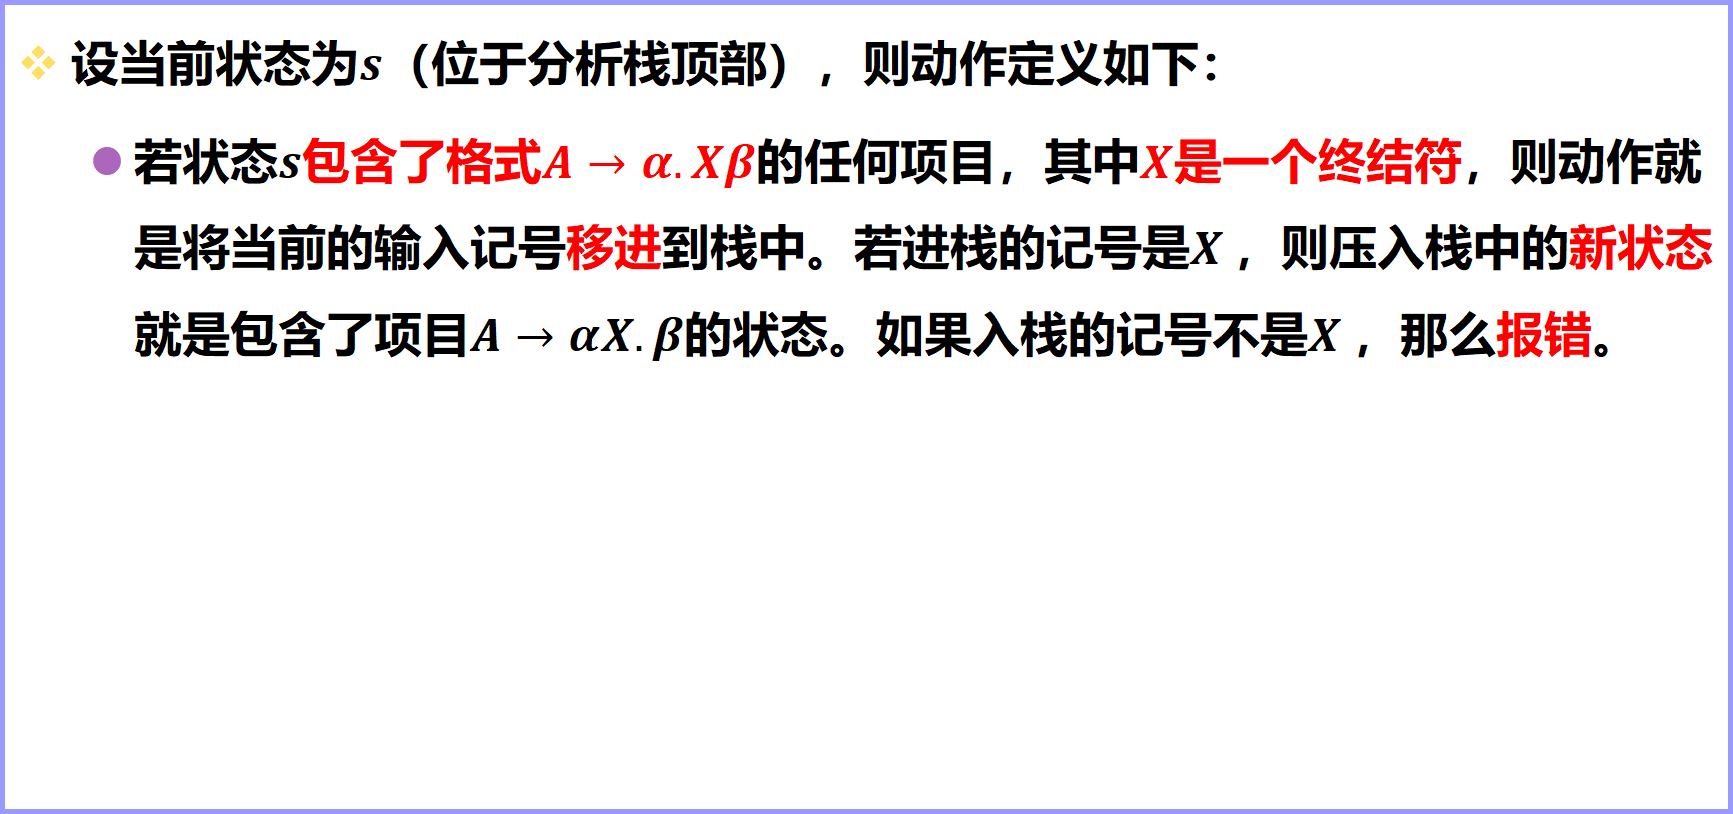 ❖ 设当前状态为s（位于分析栈顶部），则动作定义如下：
● 若状态s包含了格式A → α.Xβ的任何项目，其中X是一个终结符，则动作就
是将当前的输入记号移进到栈中。若进栈的记号是X，则压入栈中的新状态
就是包含了项目A → αX.β的状态。如果入栈的记号不是X，那么报错。